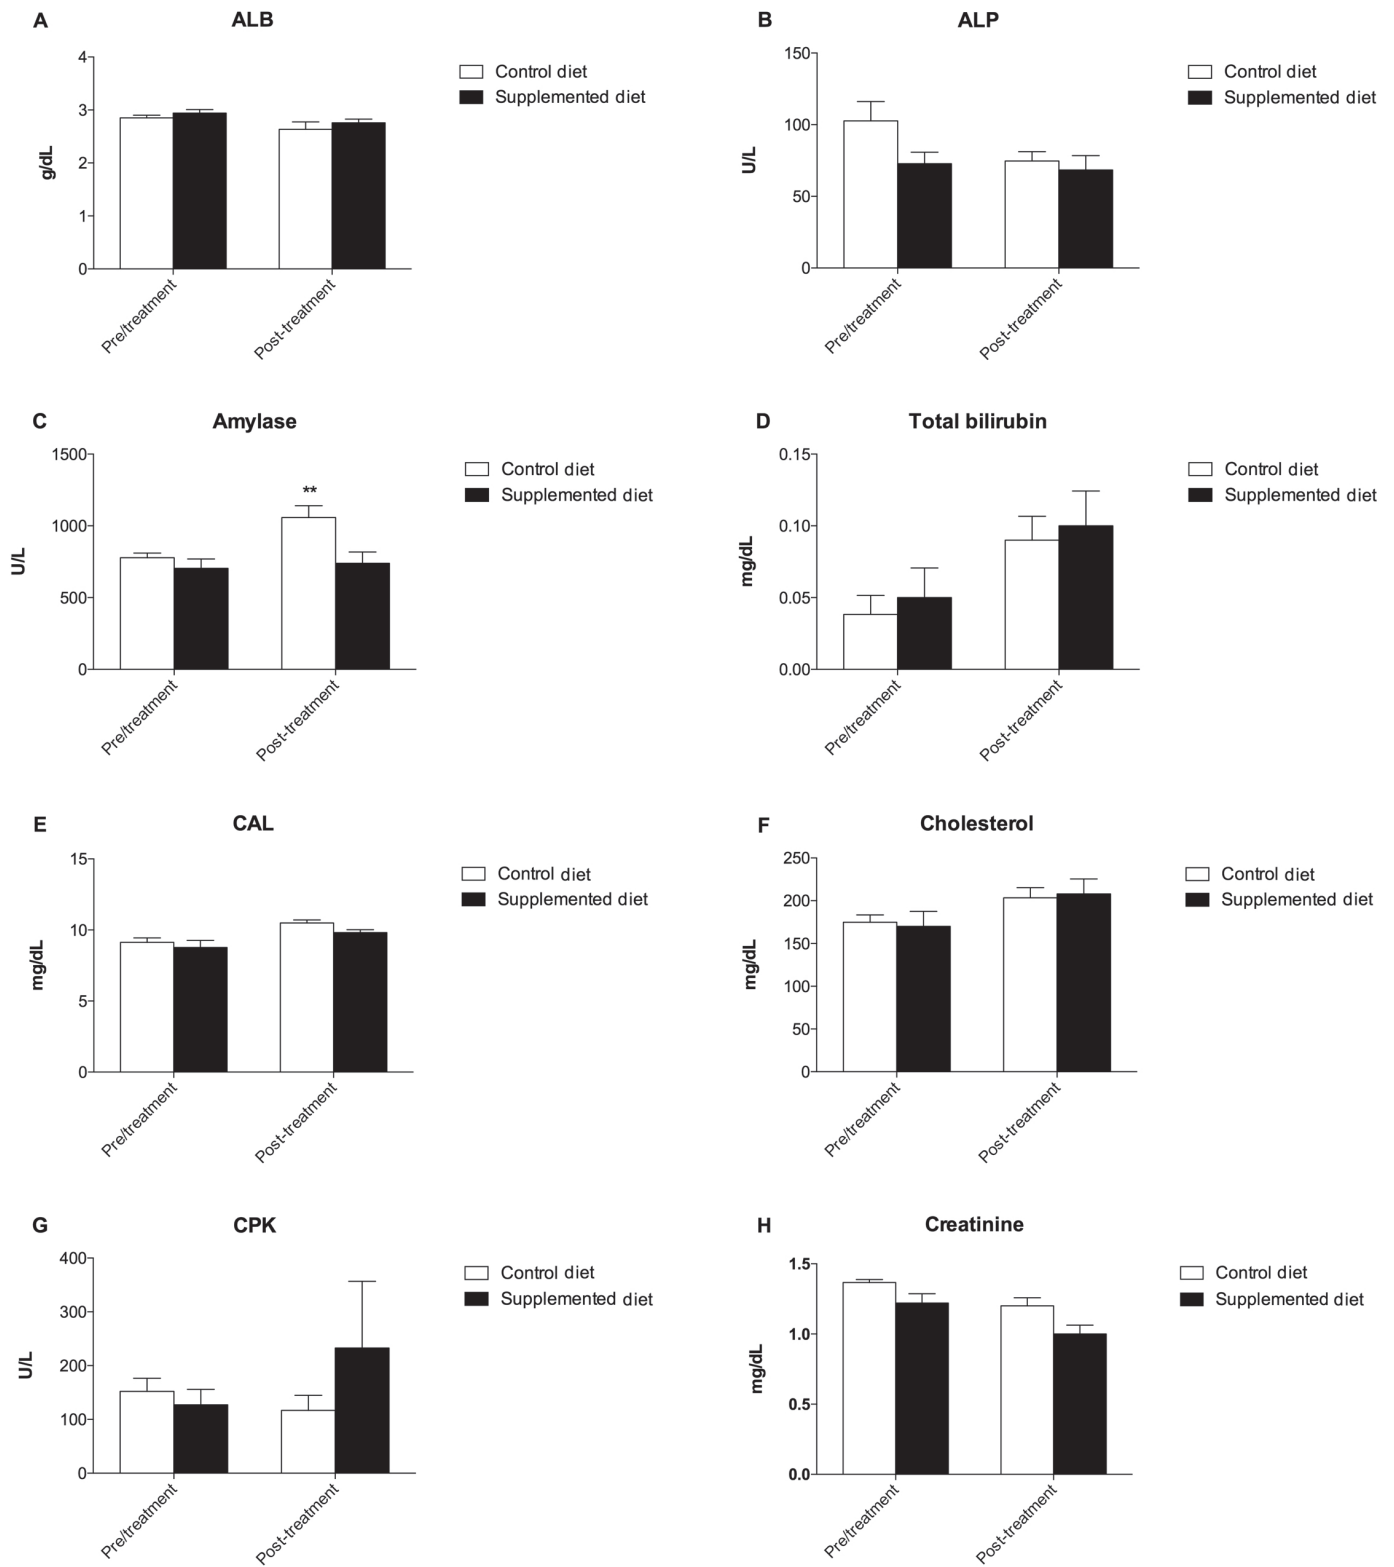 A
ALB
4
3
2
1
0
g/dL
Pre/treatment
Post-treatment
Control diet
Supplemented diet
B
ALP
150
100
50
0
U/L
Pre/treatment
Post-treatment
Control diet
Supplemented diet
C
Amylase
1500
1000
500
0
U/L
**
Pre/treatment
Post-treatment
Control diet
Supplemented diet
D
Total bilirubin
0.15
0.10
0.05
0.00
mg/dL
Pre/treatment
Post-treatment
Control diet
Supplemented diet
E
CAL
15
10
5
0
mg/dL
Pre/treatment
Post-treatment
Control diet
Supplemented diet
F
Cholesterol
250
200
150
100
50
0
mg/dL
Pre/treatment
Post-treatment
Control diet
Supplemented diet
G
CPK
400
300
200
100
0
U/L
Pre/treatment
Post-treatment
Control diet
Supplemented diet
H
Creatinine
1.5
1.0
0.5
0.0
mg/dL
Pre/treatment
Post-treatment
Control diet
Supplemented diet